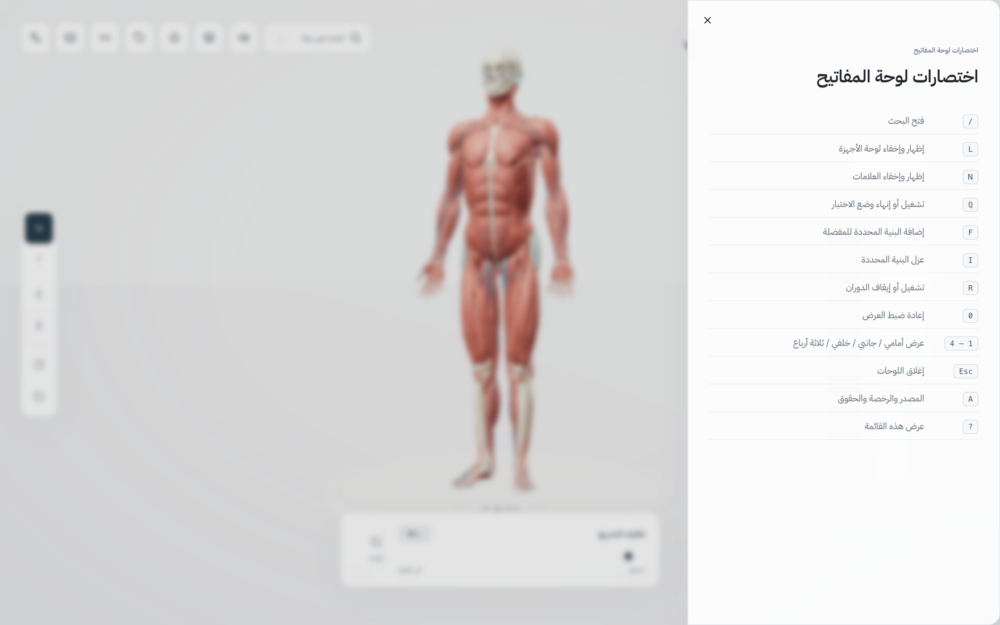 اختصارات لوحة المفاتيح
اختصارات لوحة المفاتيح
/ فتح البحث
L إظهار وإخفاء لوحة الأجهزة
N إظهار وإخفاء العلامات
Q تشغيل أو إنهاء وضع الاختبار
F إضافة البنية المحددة للمفضلة
I عزل البنية المحددة
R تشغيل أو إيقاف الدوران
0 إعادة ضبط العرض
1 – 4 عرض أمامي / جانبي / خلفي / ثلاثة أرباع
Esc إغلاق اللوحات
A المصدر والرخصة والحقوق
? عرض هذه القائمة